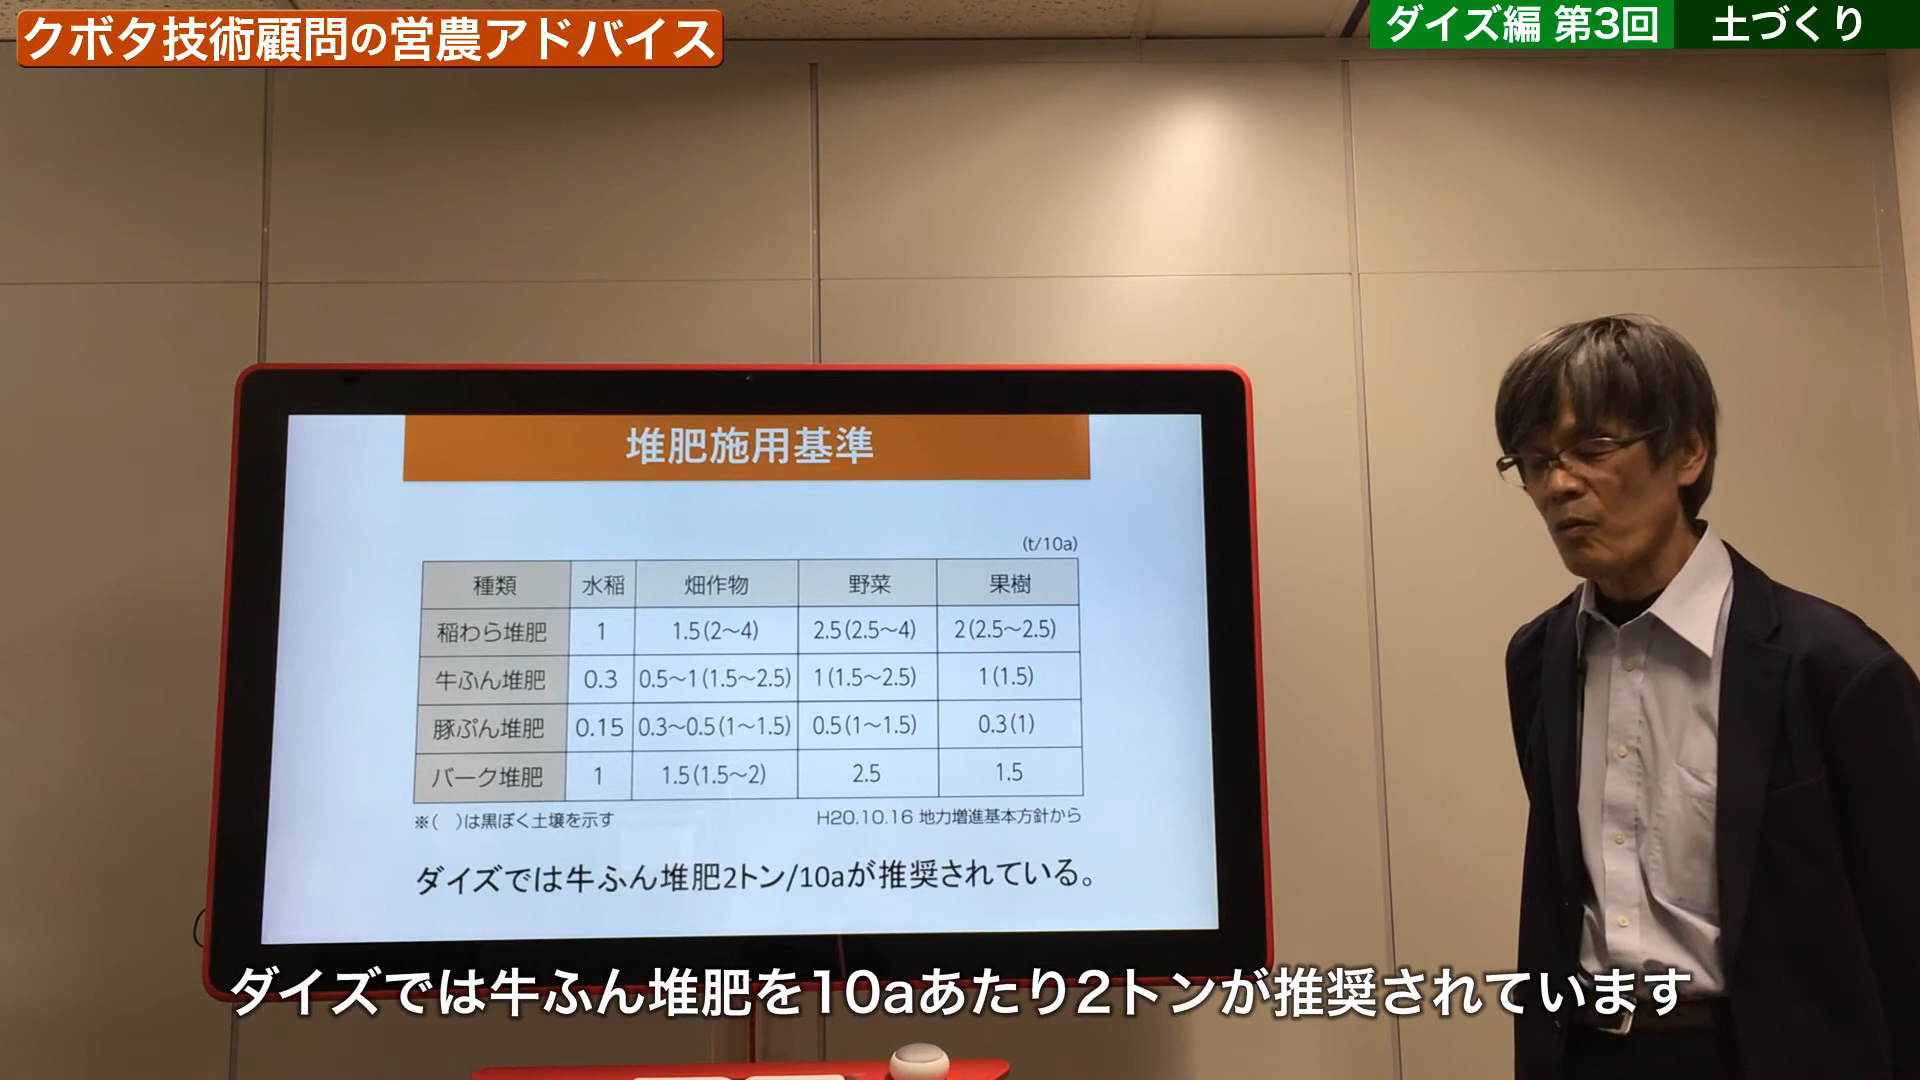 クボタ技術顧問の営農アドバイス
ダイズ編 第3回 土づくり
堆肥施用基準
(t/10a)
種類 水稲 畑作物 野菜 果樹
稲わら堆肥 1 1.5(2〜4) 2.5(2.5〜4) 2(2.5〜2.5)
牛ふん堆肥 0.3 0.5〜1(1.5〜2.5) 1(1.5〜2.5) 1(1.5)
豚ぷん堆肥 0.15 0.3〜0.5(1〜1.5) 0.5(1〜1.5) 0.3(1)
バーク堆肥 1 1.5(1.5〜2) 2.5 1.5
※( )は黒ぼく土壌を示す H20.10.16 地力増進基本方針から
ダイズでは牛ふん堆肥2トン/10aが推奨されている。
ダイズでは牛ふん堆肥を10aあたり2トンが推奨されています